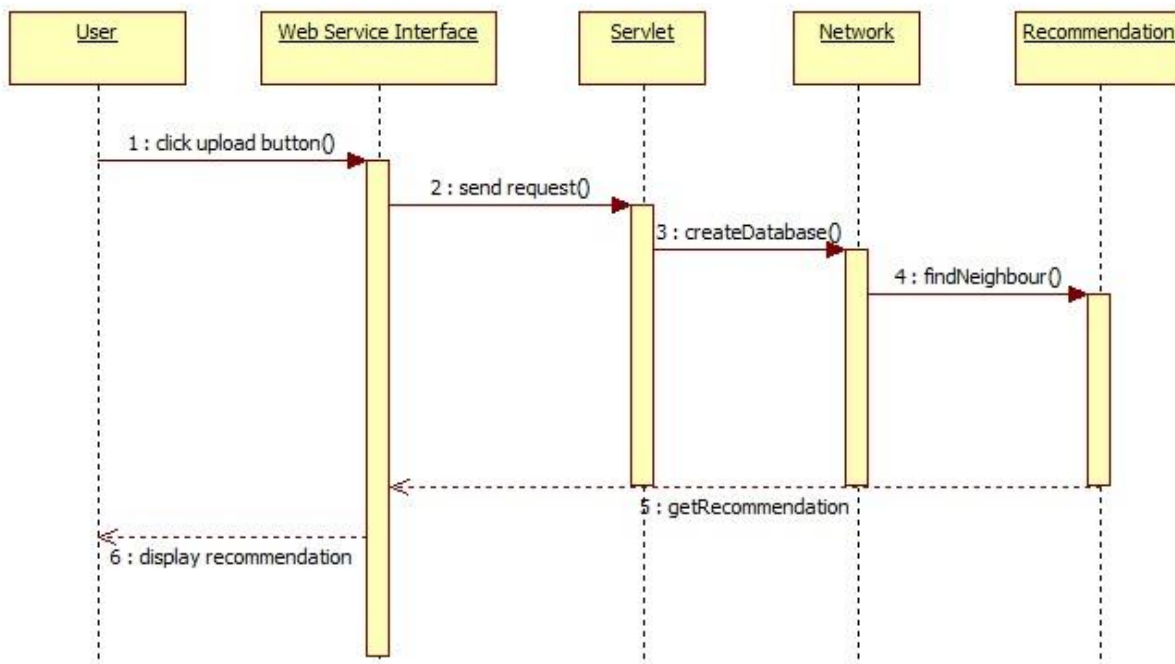 User
Web Service Interface
Servlet
Network
Recommendation
1 : click upload button()
2 : send request()
3 : createDatabase()
4 : findNeighbour()
5 : getRecommendation
6 : display recommendation